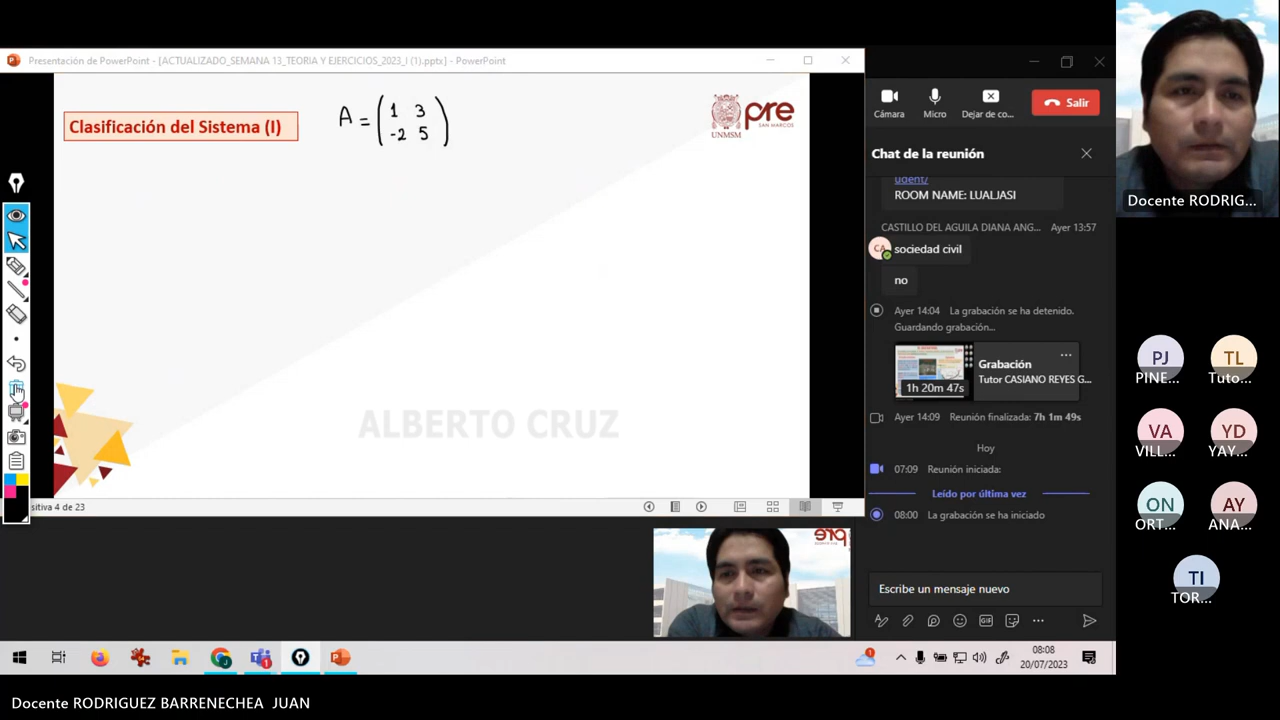 Presentación de PowerPoint - [ACTUALIZADO_SEMANA 13_TEORIA Y EJERCICIOS_2023_I (1).pptx] - PowerPoint
Clasificación del Sistema (I)
A = ( 1 3
-2 5 )
UNMSM
pre
SAN MARCOS
ALBERTO CRUZ
sitiva 4 de 23
Cámara
Micro
Dejar de co...
Salir
Chat de la reunión
udent/
ROOM NAME: LUALJASI
CASTILLO DEL AGUILA DIANA ANG... Ayer 13:57
CA
sociedad civil
no
Ayer 14:04 La grabación se ha detenido.
Guardando grabación...
Grabación
1h 20m 47s
Tutor CASIANO REYES G...
Ayer 14:09 Reunión finalizada: 7h 1m 49s
Hoy
07:09 Reunión iniciada:
Leído por última vez
08:00 La grabación se ha iniciado
Escribe un mensaje nuevo
GIF
08:08
20/07/2023
Docente RODRIG...
PJ
PINE...
TL
Tuto...
VA
VILL...
YD
YAY...
ON
ORT...
AY
ANA...
TI
TOR...
Docente RODRIGUEZ BARRENECHEA JUAN